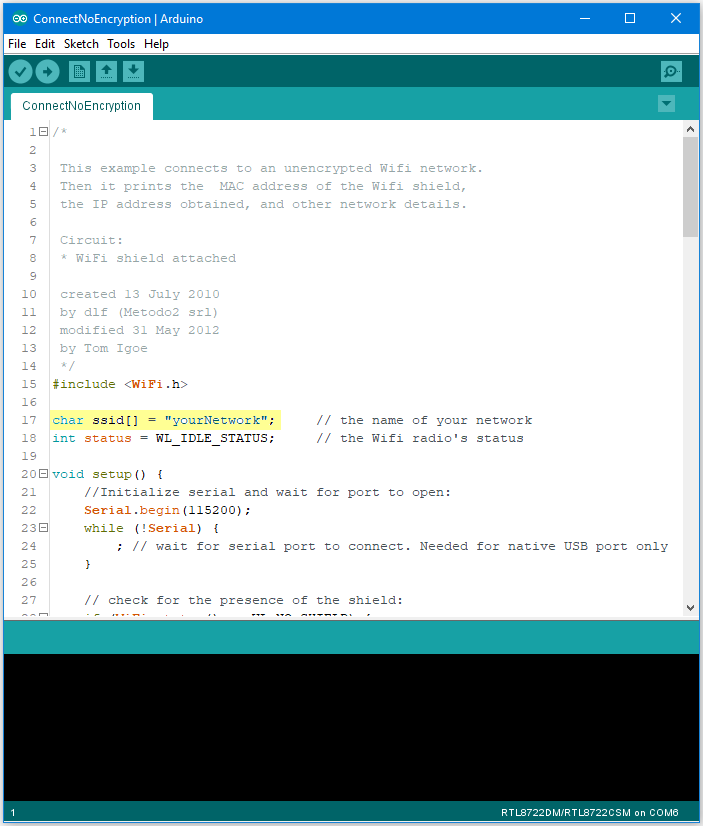 ConnectNoEncryption | Arduino
File Edit Sketch Tools Help
ConnectNoEncryption
1 /*
2
3 This example connects to an unencrypted Wifi network.
4 Then it prints the  MAC address of the Wifi shield,
5 the IP address obtained, and other network details.
6
7 Circuit:
8 * WiFi shield attached
9
10 created 13 July 2010
11 by dlf (Metodo2 srl)
12 modified 31 May 2012
13 by Tom Igoe
14 */
15 #include <WiFi.h>
16
17 char ssid[] = "yourNetwork";     // the name of your network
18 int status = WL_IDLE_STATUS;     // the Wifi radio's status
19
20 void setup() {
21     //Initialize serial and wait for port to open:
22     Serial.begin(115200);
23     while (!Serial) {
24         ; // wait for serial port to connect. Needed for native USB port only
25     }
26
27     // check for the presence of the shield:
1 RTL8722DM/RTL8722CSM on COM6